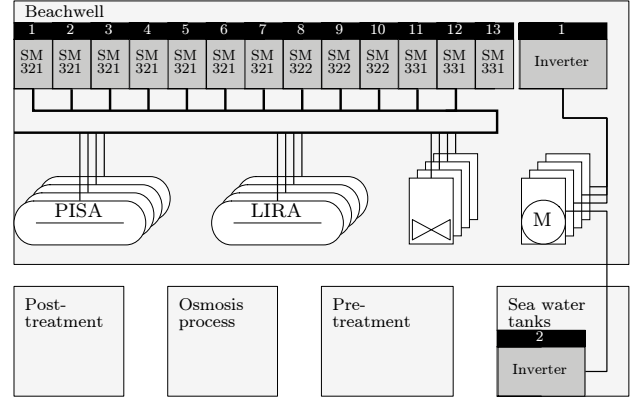 Beachwell
1 2 3 4 5 6 7 8 9 10 11 12 13 1
SM SM SM SM SM SM SM SM SM SM SM SM SM
321 321 321 321 321 321 321 322 322 322 331 331 331
Inverter
PISA LIRA M
Post-
treatment
Osmosis
process
Pre-
treatment
Sea water
tanks
2
Inverter